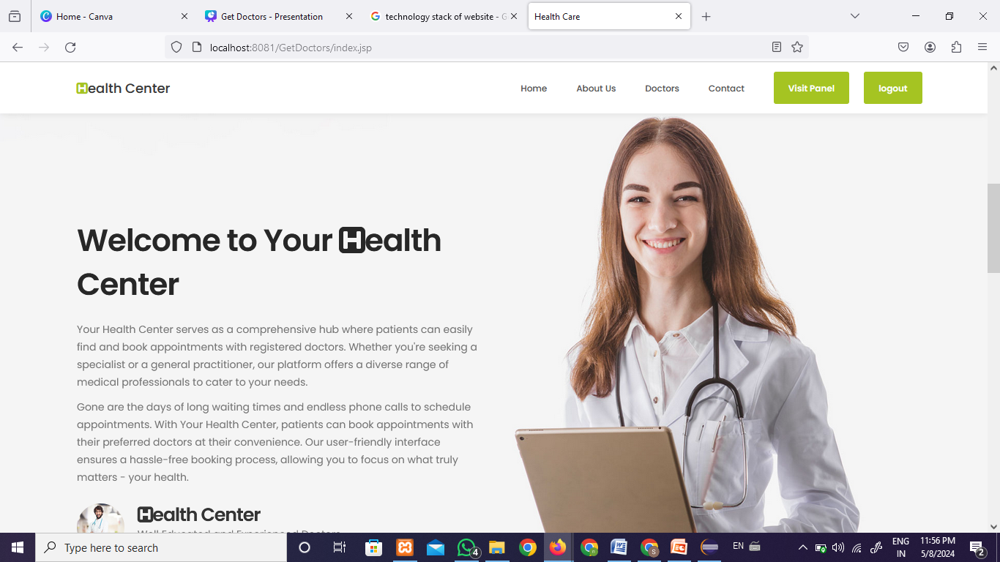 Home - Canva
Get Doctors - Presentation
technology stack of website - G
Health Care
localhost:8081/GetDoctors/index.jsp
Health Center
Home
About Us
Doctors
Contact
Visit Panel
logout
Welcome to Your Health
Center
Your Health Center serves as a comprehensive hub where patients can easily
find and book appointments with registered doctors. Whether you're seeking a
specialist or a general practitioner, our platform offers a diverse range of
medical professionals to cater to your needs.
Gone are the days of long waiting times and endless phone calls to schedule
appointments. With Your Health Center, patients can book appointments with
their preferred doctors at their convenience. Our user-friendly interface
ensures a hassle-free booking process, allowing you to focus on what truly
matters - your health.
Health Center
Well Educated and Experienced Doctors
Type here to search
4
S
EN
ENG
IN
11:56 PM
5/8/2024
2